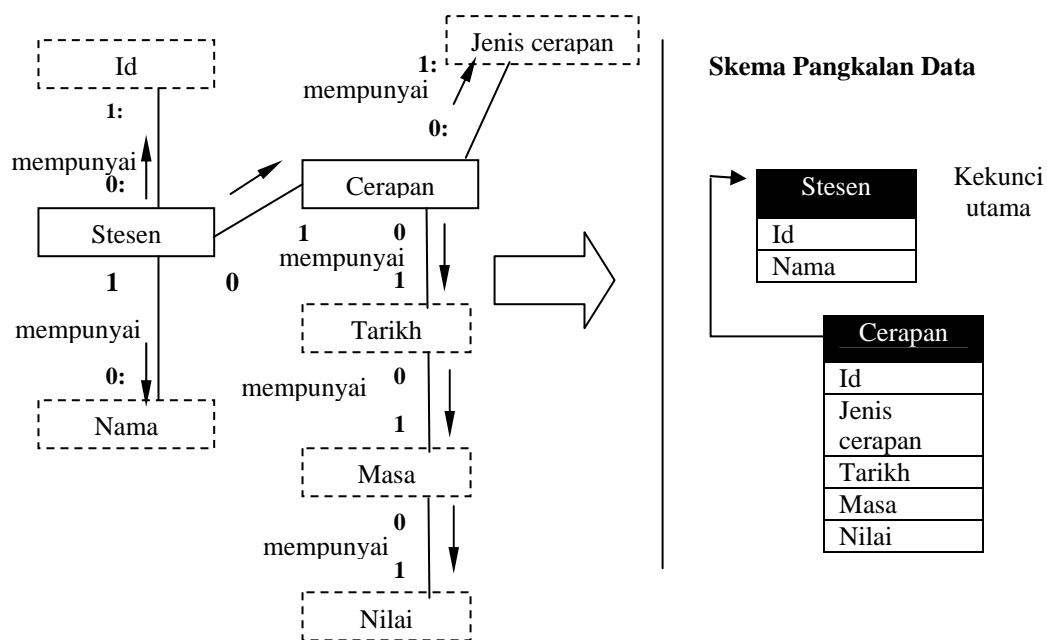 Id
1:
mempunyai
0:
Stesen
1
0
mempunyai
0:
Nama
Jenis cerapan
1:
mempunyai
0:
Cerapan
1
0
mempunyai
1
Tarikh
0
mempunyai
1
Masa
0
mempunyai
1
Nilai
Skema Pangkalan Data
Stesen
Id
Nama
Kekunci
utama
Cerapan
Id
Jenis
cerapan
Tarikh
Masa
Nilai